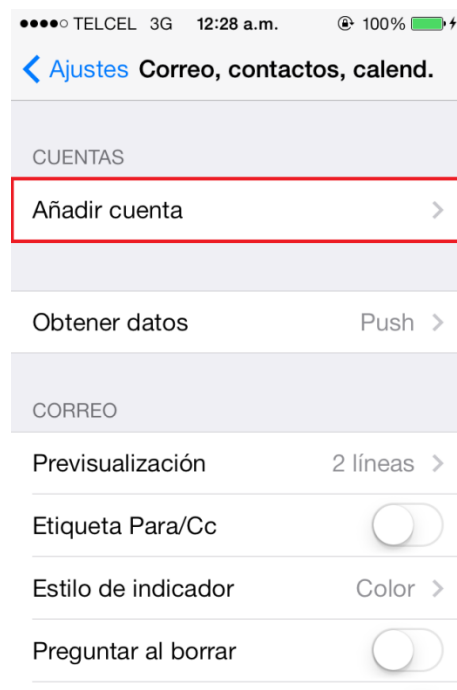 TELCEL 3G 12:28 a.m. 100%
Ajustes Correo, contactos, calend.
CUENTAS
Añadir cuenta
Obtener datos Push
CORREO
Previsualización 2 líneas
Etiqueta Para/Cc
Estilo de indicador Color
Preguntar al borrar